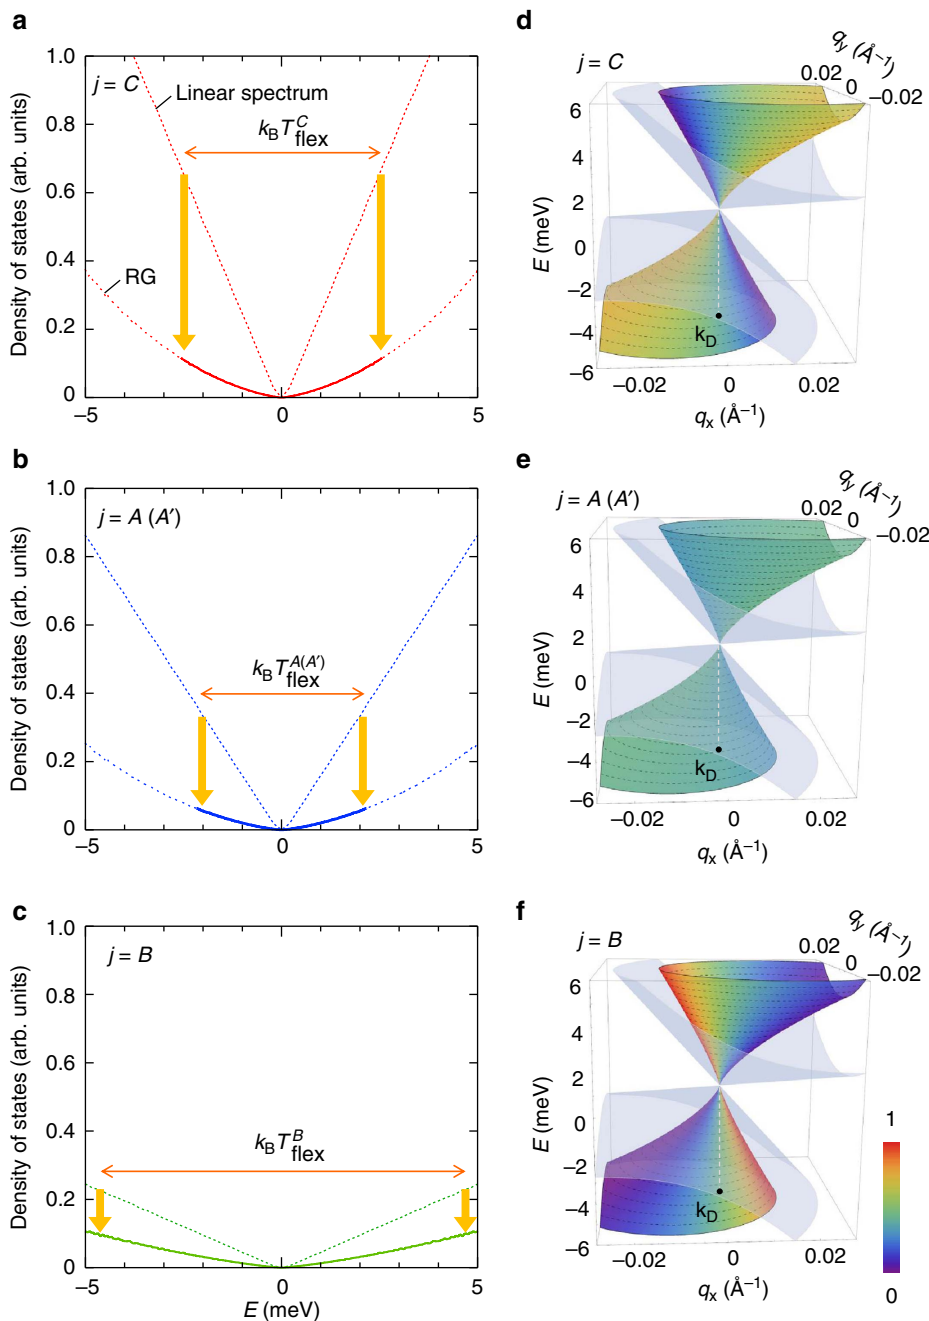 a
1.0
0.8
0.6
0.4
0.2
0
Density of states (arb. units)
j = C
Linear spectrum
k_B T^C_flex
RG
−5
0
5
b
1.0
0.8
0.6
0.4
0.2
0
Density of states (arb. units)
j = A (A′)
k_B T^A(A′)_flex
−5
0
5
c
1.0
0.8
0.6
0.4
0.2
0
Density of states (arb. units)
j = B
k_B T^B_flex
−5
0
5
E (meV)
d
j = C
q_y (Å⁻¹)
0.02
0
−0.02
6
4
2
0
−2
−4
−6
E (meV)
k_D
−0.02
0
0.02
q_x (Å⁻¹)
e
j = A (A′)
q_y (Å⁻¹)
0.02
0
−0.02
6
4
2
0
−2
−4
−6
E (meV)
k_D
−0.02
0
0.02
q_x (Å⁻¹)
f
j = B
q_y (Å⁻¹)
0.02
0
−0.02
6
4
2
0
−2
−4
−6
E (meV)
k_D
−0.02
0
0.02
q_x (Å⁻¹)
1
0